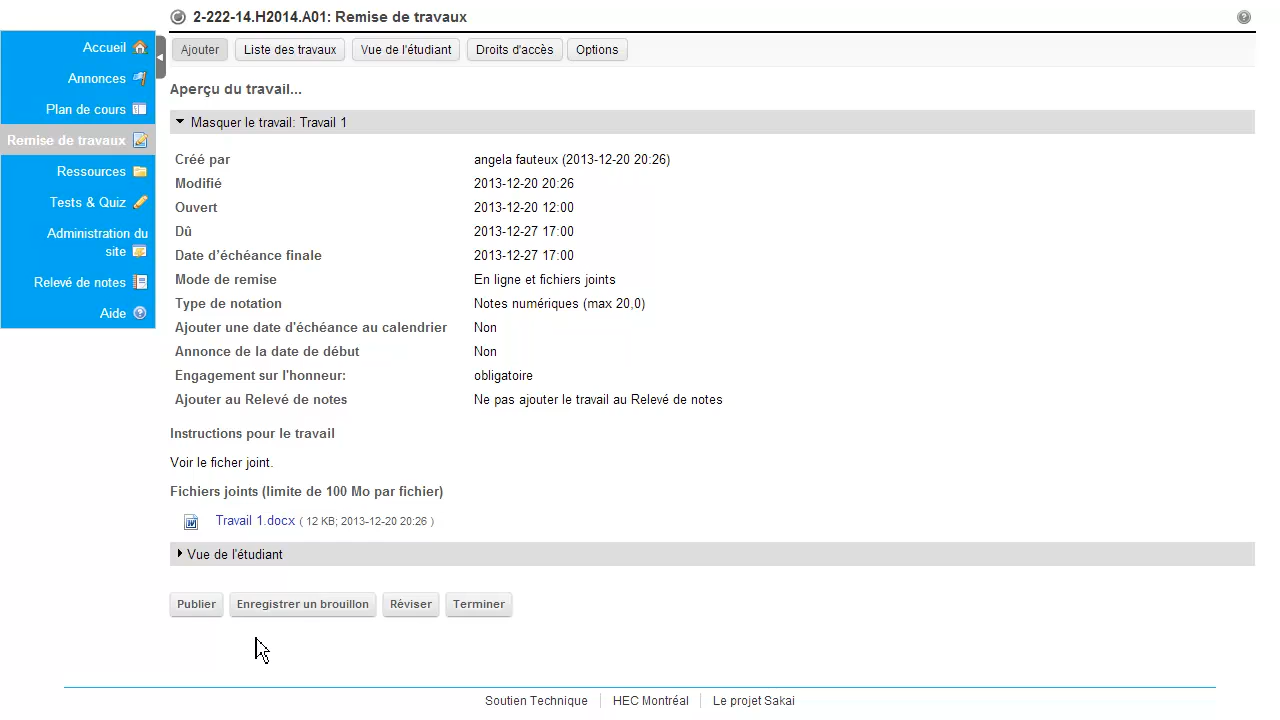 2-222-14.H2014.A01: Remise de travaux
Accueil
Annonces
Plan de cours
Remise de travaux
Ressources
Tests & Quiz
Administration du
site
Relevé de notes
Aide
Ajouter Liste des travaux Vue de l'étudiant Droits d'accès Options
Aperçu du travail...
Masquer le travail: Travail 1
Créé par angela fauteux (2013-12-20 20:26)
Modifié 2013-12-20 20:26
Ouvert 2013-12-20 12:00
Dû 2013-12-27 17:00
Date d’échéance finale 2013-12-27 17:00
Mode de remise En ligne et fichiers joints
Type de notation Notes numériques (max 20,0)
Ajouter une date d'échéance au calendrier Non
Annonce de la date de début Non
Engagement sur l'honneur: obligatoire
Ajouter au Relevé de notes Ne pas ajouter le travail au Relevé de notes
Instructions pour le travail
Voir le ficher joint.
Fichiers joints (limite de 100 Mo par fichier)
Travail 1.docx ( 12 KB; 2013-12-20 20:26 )
Vue de l'étudiant
Publier Enregistrer un brouillon Réviser Terminer
Soutien Technique HEC Montréal Le projet Sakai